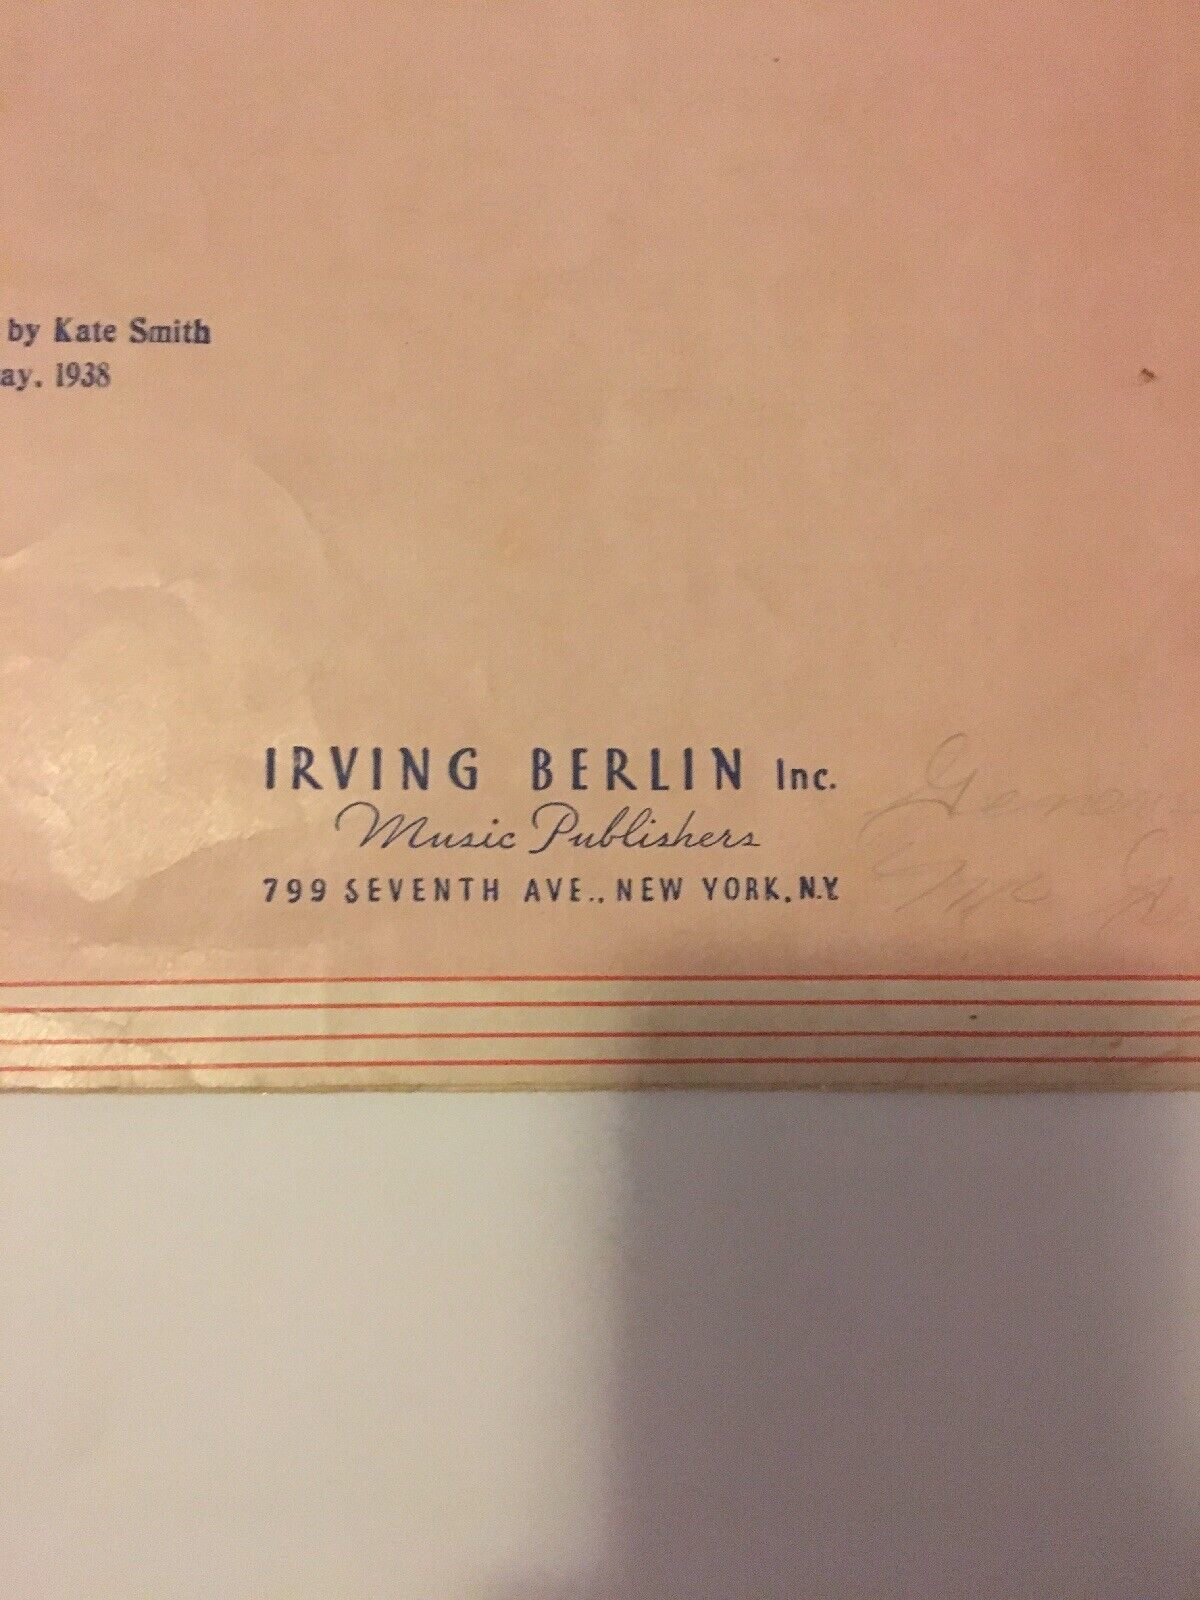 by Kate Smith
ay, 1938
IRVING BERLIN Inc.
Music Publishers
799 SEVENTH AVE., NEW YORK, N.Y.